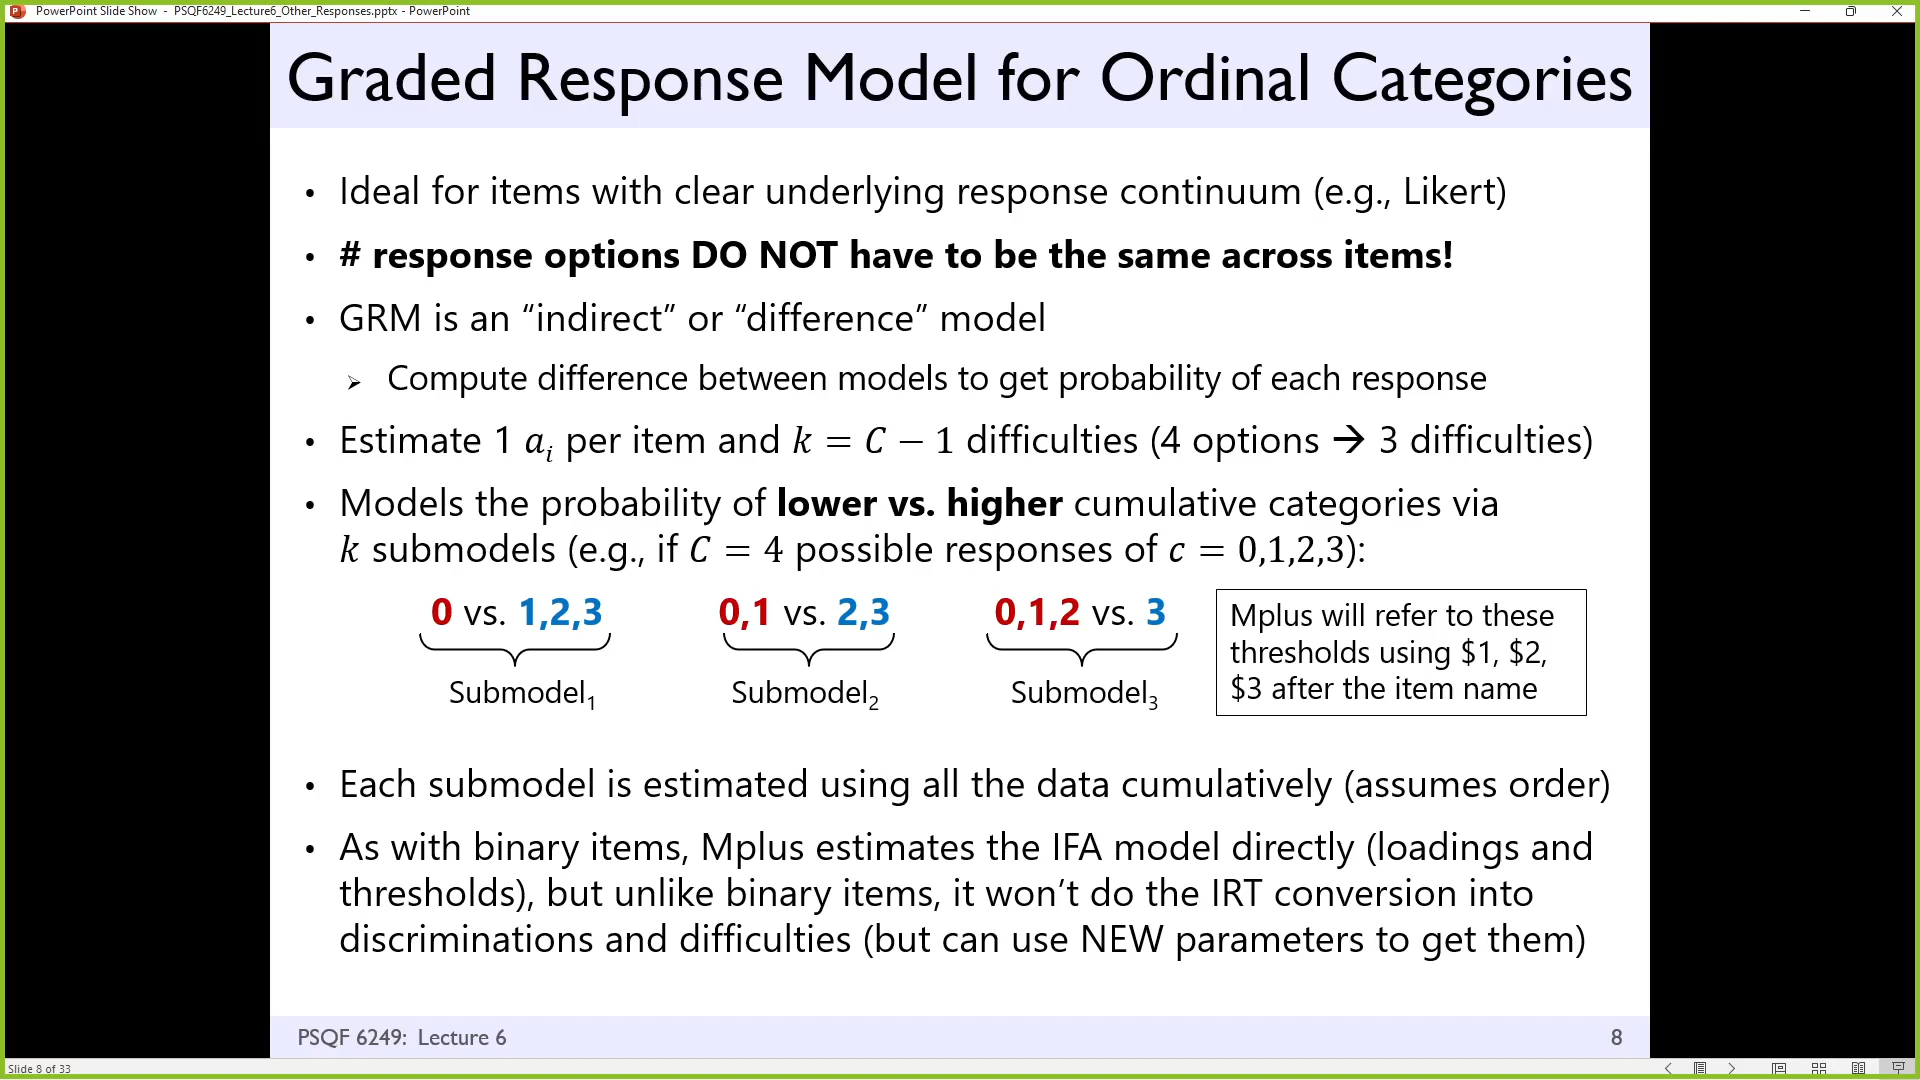 PowerPoint Slide Show - PSQF6249_Lecture6_Other_Responses.pptx - PowerPoint
Graded Response Model for Ordinal Categories
• Ideal for items with clear underlying response continuum (e.g., Likert)
• # response options DO NOT have to be the same across items!
• GRM is an “indirect” or “difference” model
➢ Compute difference between models to get probability of each response
• Estimate 1 aᵢ per item and k = C − 1 difficulties (4 options → 3 difficulties)
• Models the probability of lower vs. higher cumulative categories via
k submodels (e.g., if C = 4 possible responses of c = 0,1,2,3):
0 vs. 1,2,3 0,1 vs. 2,3 0,1,2 vs. 3
Submodel₁ Submodel₂ Submodel₃
Mplus will refer to these
thresholds using $1, $2,
$3 after the item name
• Each submodel is estimated using all the data cumulatively (assumes order)
• As with binary items, Mplus estimates the IFA model directly (loadings and
thresholds), but unlike binary items, it won’t do the IRT conversion into
discriminations and difficulties (but can use NEW parameters to get them)
PSQF 6249: Lecture 6 8
Slide 8 of 33